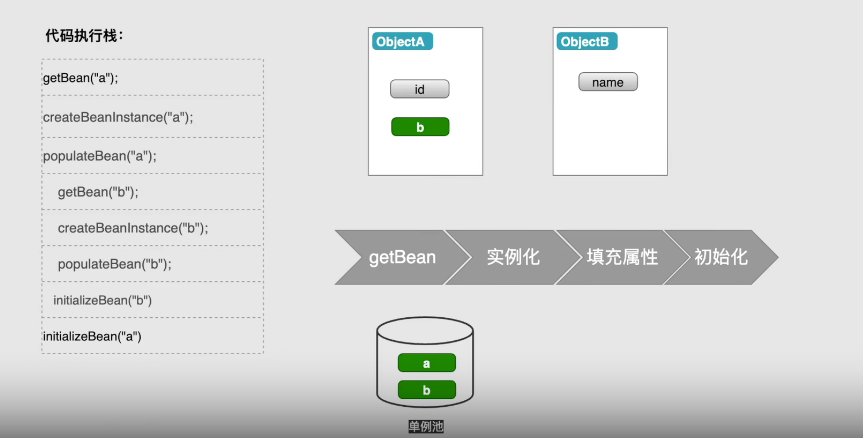 代码执行栈：
getBean("a");
createBeanInstance("a");
populateBean("a");
getBean("b");
createBeanInstance("b");
populateBean("b");
initializeBean("b")
initializeBean("a")
ObjectA
id
b
ObjectB
name
getBean
实例化
填充属性
初始化
a
b
单例池